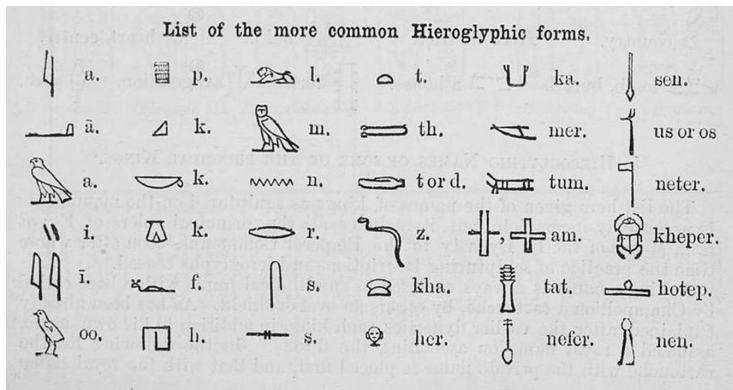 List of the more common Hieroglyphic forms.
a. p. l. t. ka. sen.
ā. k. m. th. mer. us or os
a. k. n. t or d. tum. neter.
i. k. r. z. am. kheper.
ī. f. s. kha. tat. hotep.
oo. h. s. her. nefer. nen.